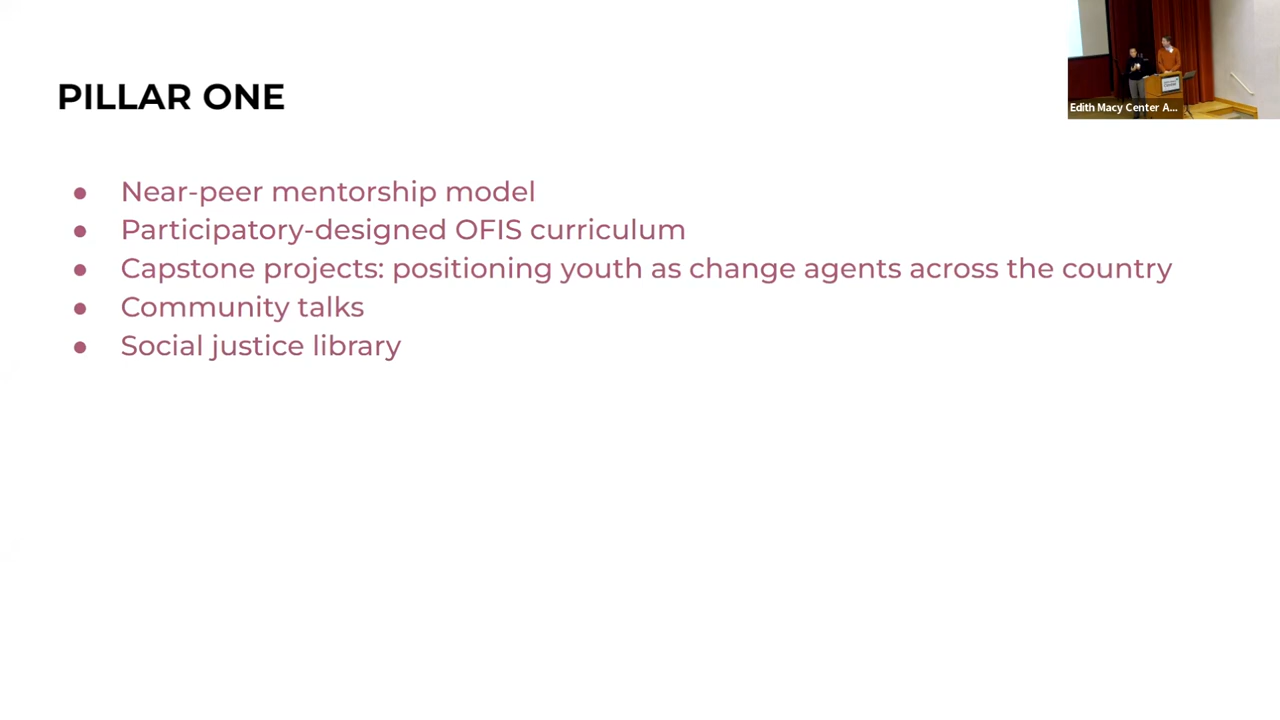 PILLAR ONE
● Near-peer mentorship model
● Participatory-designed OFIS curriculum
● Capstone projects: positioning youth as change agents across the country
● Community talks
● Social justice library
Edith Macy Center A...